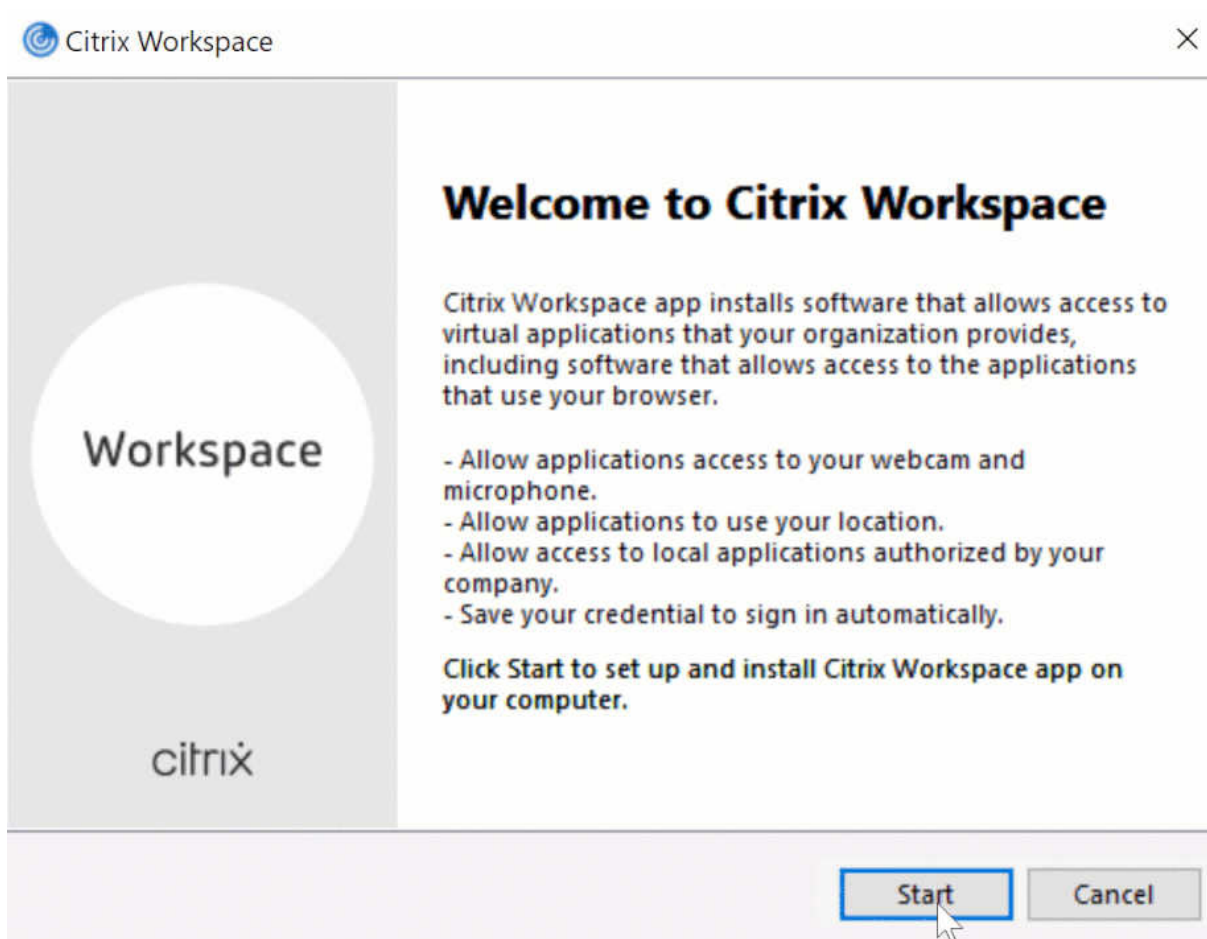 Citrix Workspace
Welcome to Citrix Workspace
Citrix Workspace app installs software that allows access to
virtual applications that your organization provides,
including software that allows access to the applications
that use your browser.
- Allow applications access to your webcam and
microphone.
- Allow applications to use your location.
- Allow access to local applications authorized by your
company.
- Save your credential to sign in automatically.
Click Start to set up and install Citrix Workspace app on
your computer.
Workspace
citrix
Start
Cancel